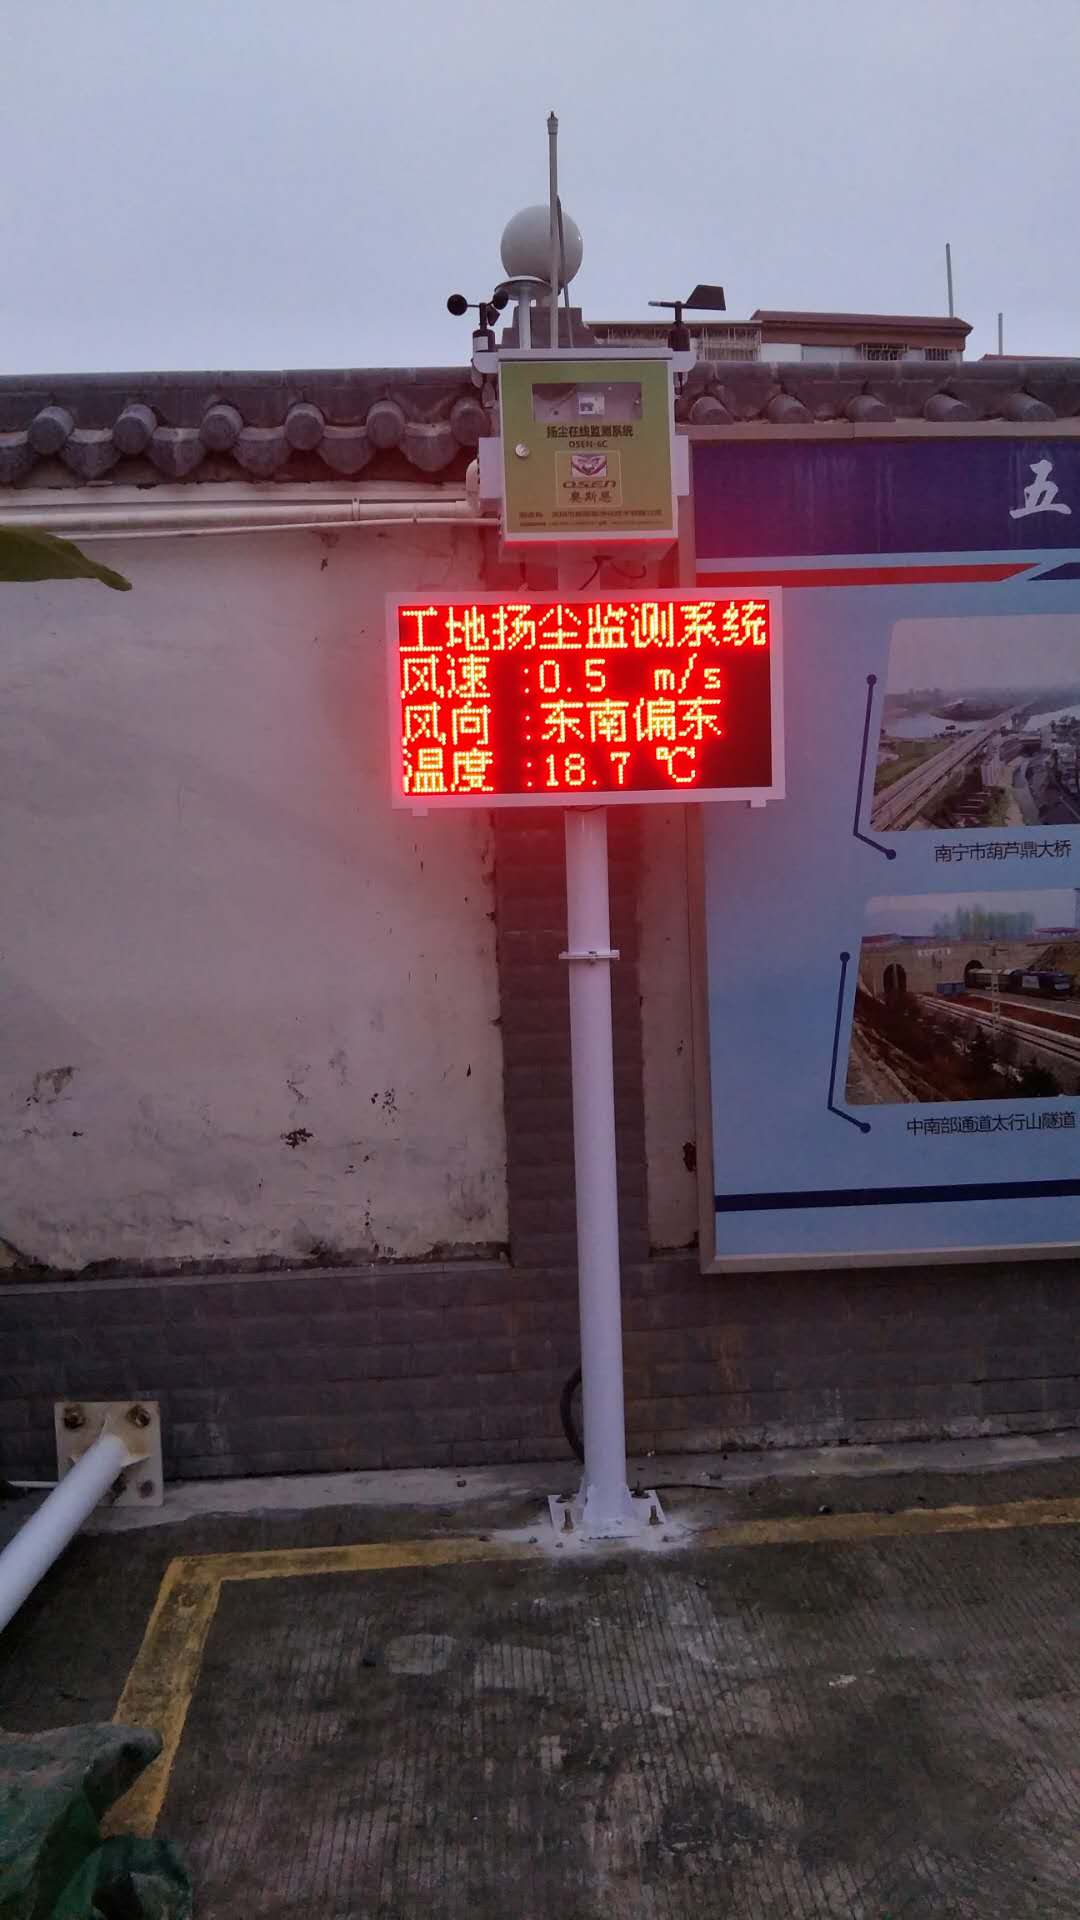 扬尘在线监测系统
OSEN-6C
OSEN
奥斯恩
工地扬尘监测系统
风速 :0.5 m/s
风向 :东南偏东
温度 :18.7 ℃
五
南宁市葫芦鼎大桥
中南部通道太行山隧道